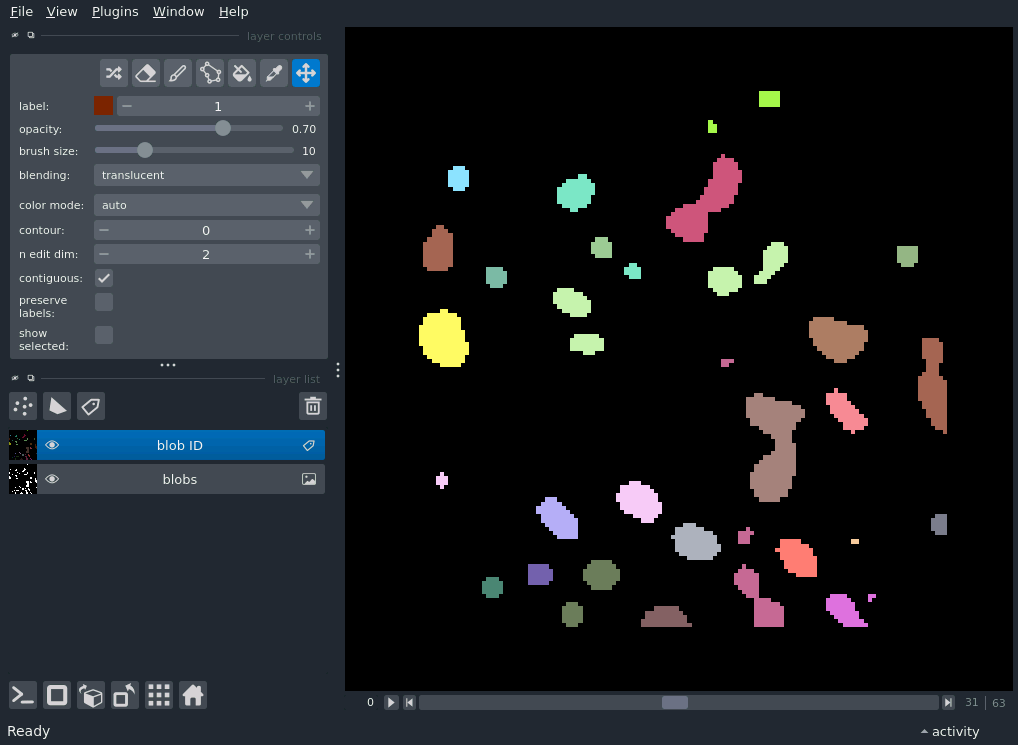 File View Plugins Window Help
layer controls
label: 1
opacity: 0.70
brush size: 10
blending: translucent
color mode: auto
contour: 0
n edit dim: 2
contiguous:
preserve
labels:
show
selected:
layer list
blob ID
blobs
0 31 | 63
Ready activity